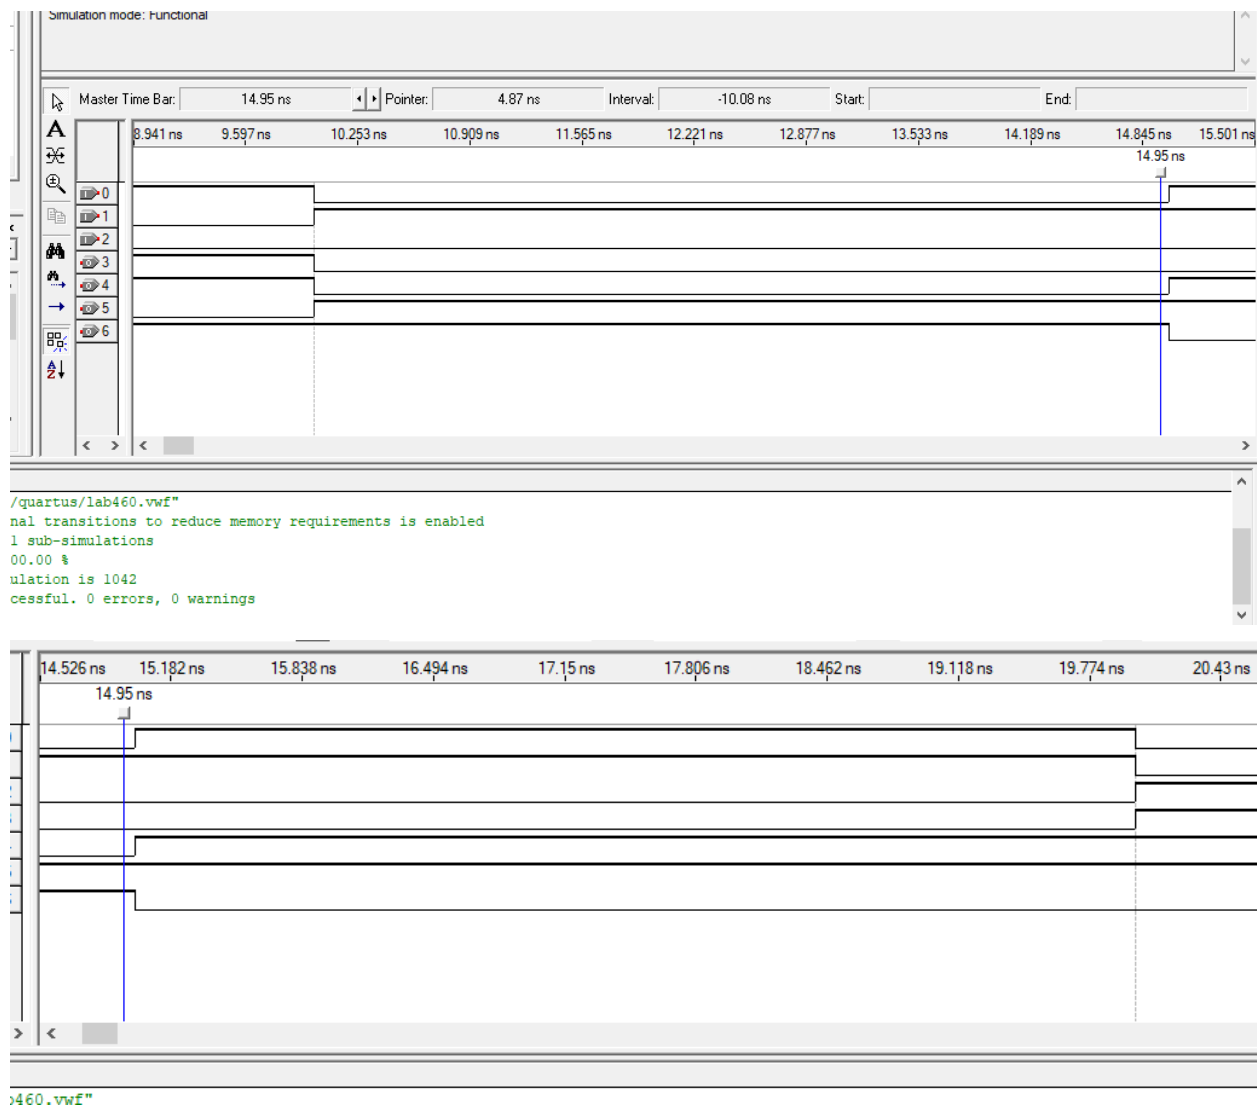 Simulation mode: Functional
Master Time Bar: 14.95 ns Pointer: 4.87 ns Interval: -10.08 ns Start: End:
8.941 ns 9.597 ns 10.253 ns 10.909 ns 11.565 ns 12.221 ns 12.877 ns 13.533 ns 14.189 ns 14.845 ns 15.501 ns
14.95 ns
0
1
2
3
4
5
6
/quartus/lab460.vwf"
nal transitions to reduce memory requirements is enabled
l sub-simulations
00.00 %
ulation is 1042
cessful. 0 errors, 0 warnings
14.526 ns 15.182 ns 15.838 ns 16.494 ns 17.15 ns 17.806 ns 18.462 ns 19.118 ns 19.774 ns 20.43 ns
14.95 ns
b460.vwf"